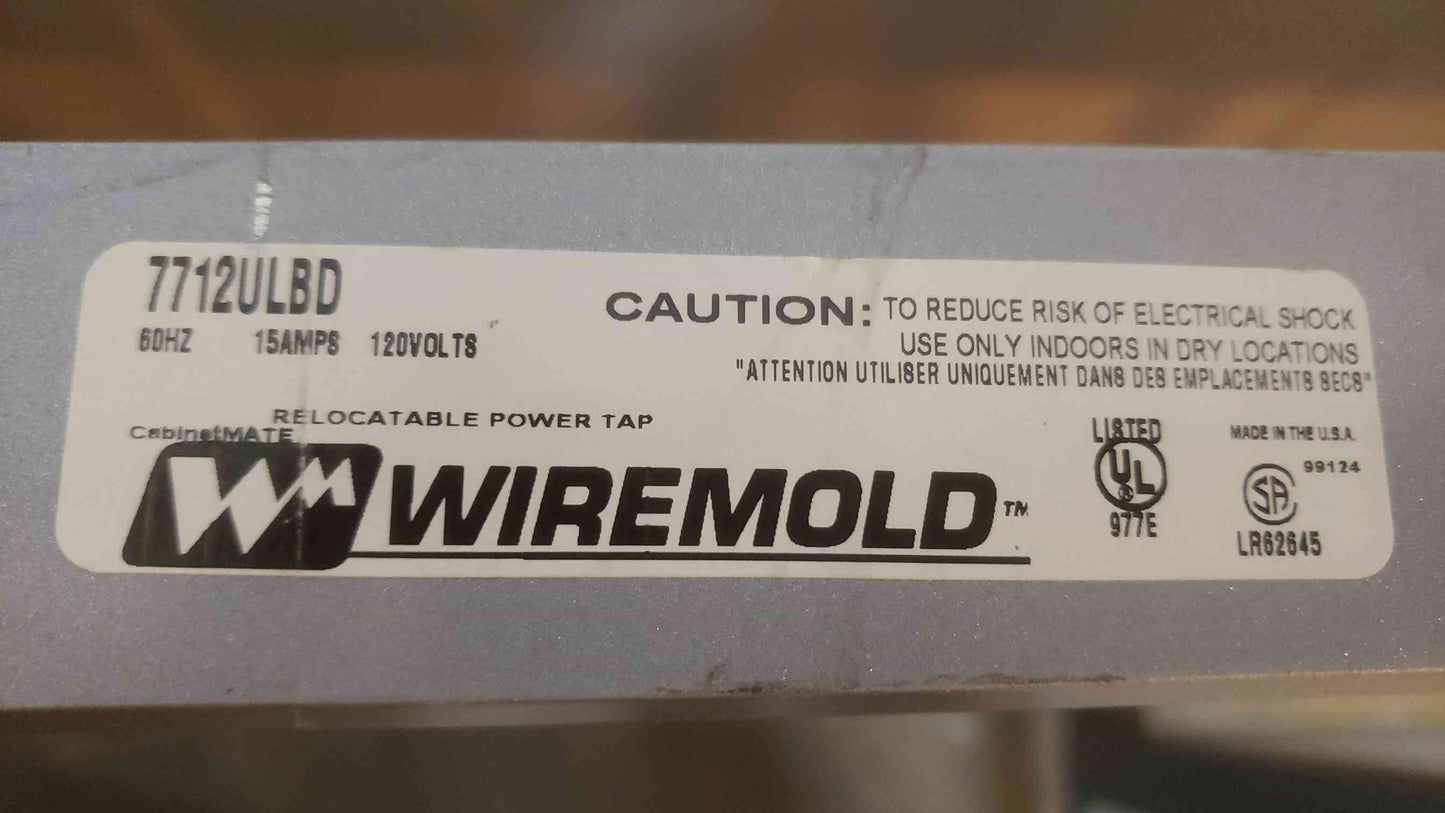 7712ULBD
60HZ 15AMPS 120VOLTS
CAUTION: TO REDUCE RISK OF ELECTRICAL SHOCK
USE ONLY INDOORS IN DRY LOCATIONS
"ATTENTION UTILISER UNIQUEMENT DANS DES EMPLACEMENTS SECS"
RELOCATABLE POWER TAP
CabinetMATE
WM WIREMOLD™
LISTED
UL
®
977E
MADE IN THE U.S.A.
99124
SA
LR62645